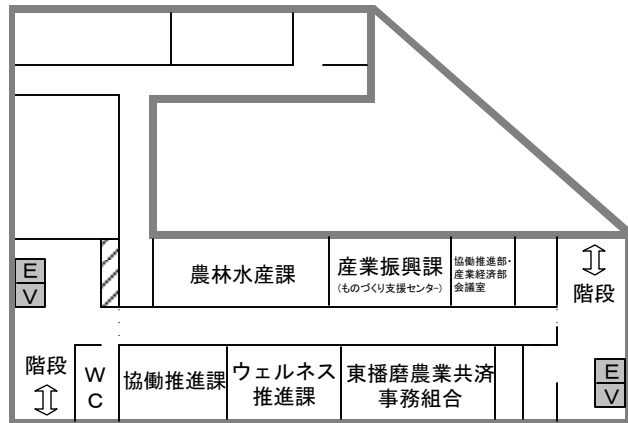 農林水産課
産業振興課
(ものづくり支援センター)
協働推進部・
産業経済部
会議室
E
V
階段
階段
W
C
協働推進課
ウェルネス
推進課
東播磨農業共済
事務組合
E
V